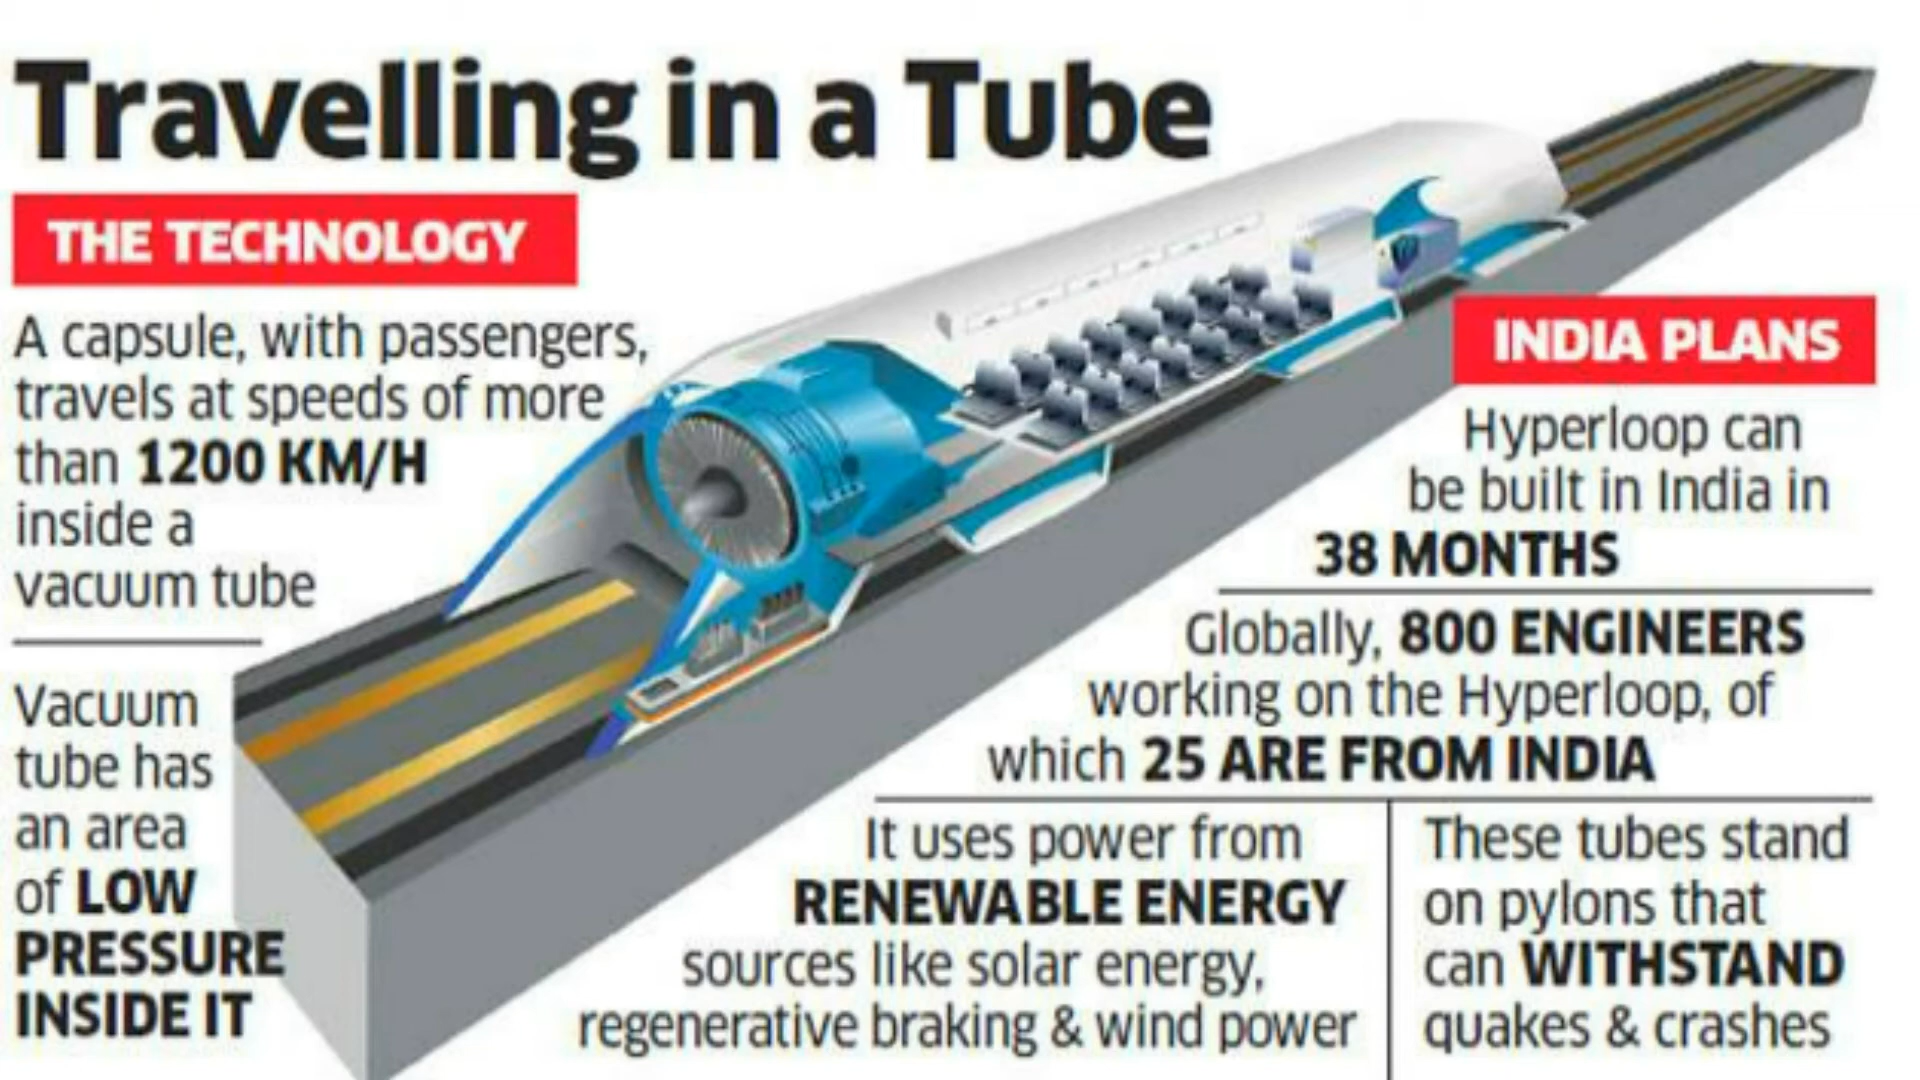 Travelling in a Tube
THE TECHNOLOGY
A capsule, with passengers,
travels at speeds of more
than 1200 KM/H
inside a
vacuum tube
Vacuum
tube has
an area
of LOW
PRESSURE
INSIDE IT
INDIA PLANS
Hyperloop can
be built in India in
38 MONTHS
Globally, 800 ENGINEERS
working on the Hyperloop, of
which 25 ARE FROM INDIA
It uses power from
RENEWABLE ENERGY
sources like solar energy,
regenerative braking & wind power
These tubes stand
on pylons that
can WITHSTAND
quakes & crashes